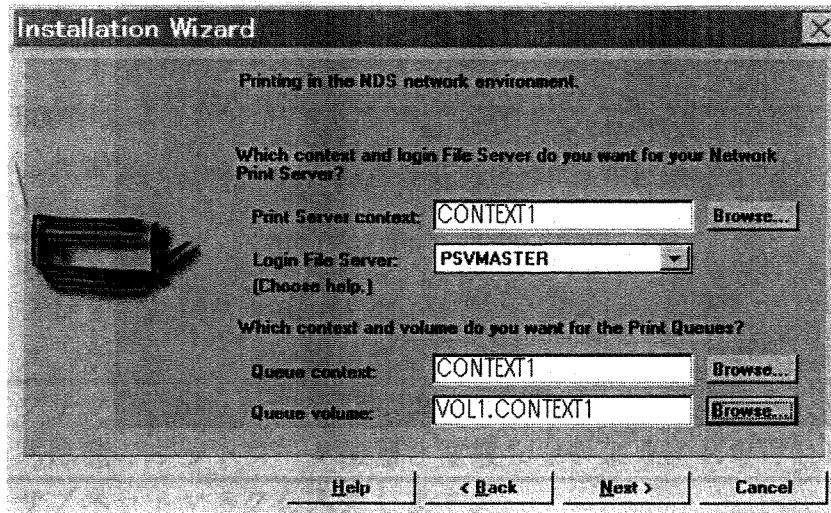 Installation Wizard
Printing in the NDS network environment.
Which context and login File Server do you want for your Network
Print Server?
Print Server context: CONTEXT1 Browse...
Login File Server: PSVMASTER
(Choose help.)
Which context and volume do you want for the Print Queues?
Queue context: CONTEXT1 Browse...
Queue volume: VOL1.CONTEXT1 Browse...
Help < Back Next > Cancel